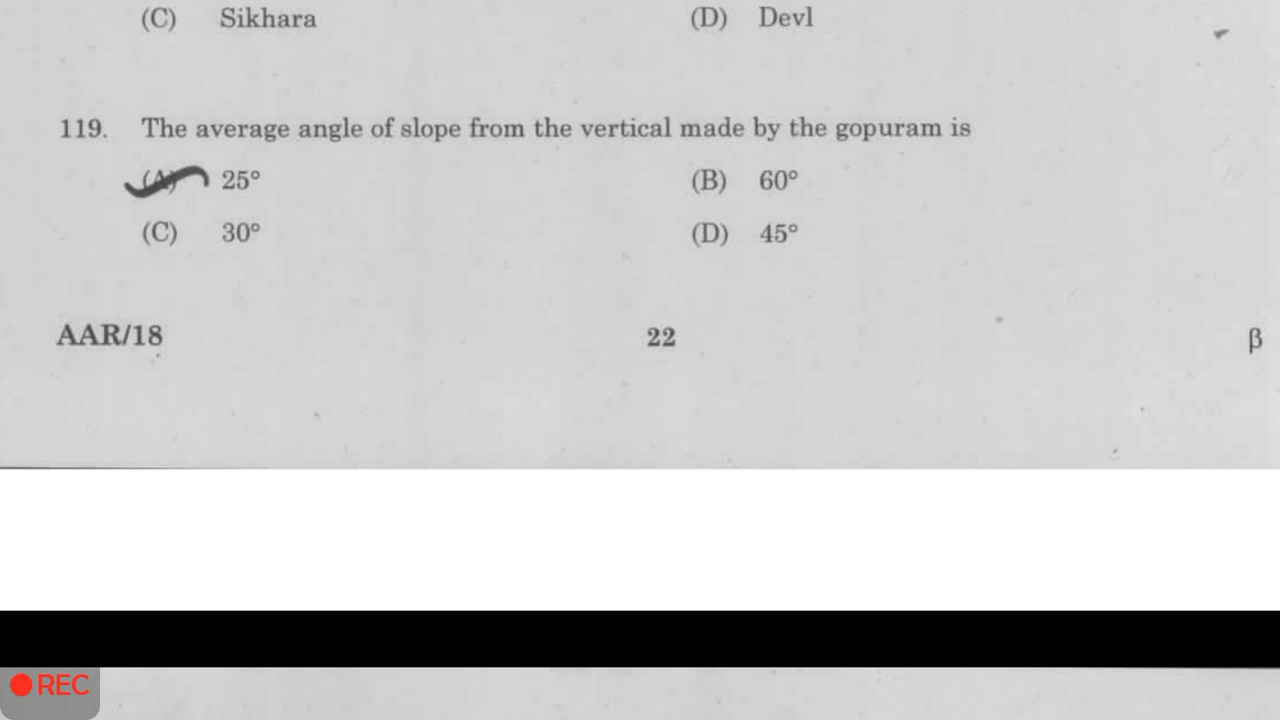 (C) Sikhara (D) Devl
119. The average angle of slope from the vertical made by the gopuram is
(A) 25° (B) 60°
(C) 30° (D) 45°
AAR/18 22 β
REC